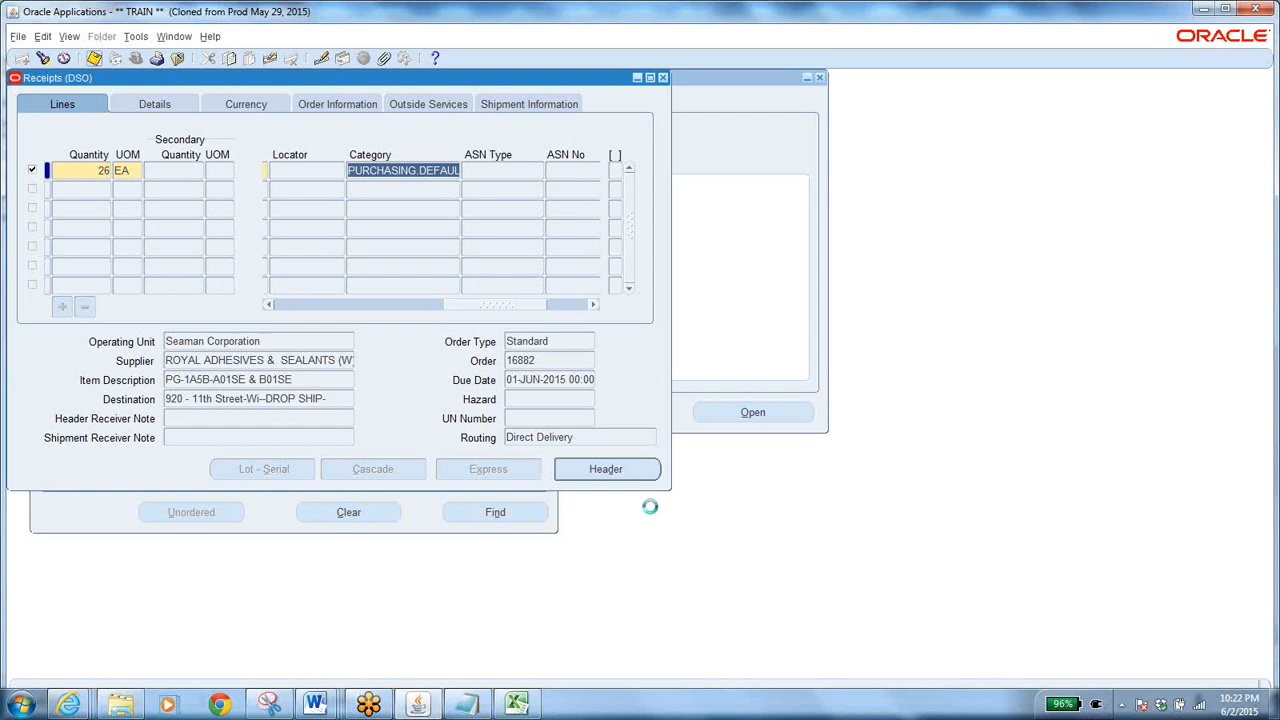 Oracle Applications - ** TRAIN ** (Cloned from Prod May 29, 2015)
File Edit View Folder Tools Window Help
ORACLE
Receipts (DSO)
Lines Details Currency Order Information Outside Services Shipment Information
Secondary
Quantity UOM Quantity UOM Locator Category ASN Type ASN No [ ]
26 EA PURCHASING.DEFAUL
Operating Unit Seaman Corporation Order Type Standard
Supplier ROYAL ADHESIVES & SEALANTS (W Order 16882
Item Description PG-1A5B-A01SE & B01SE Due Date 01-JUN-2015 00:00
Destination 920 - 11th Street-Wi--DROP SHIP- Hazard
Header Receiver Note UN Number
Shipment Receiver Note Routing Direct Delivery
Open
Lot - Serial Cascade Express Header
Unordered Clear Find
96% 10:22 PM
6/2/2015